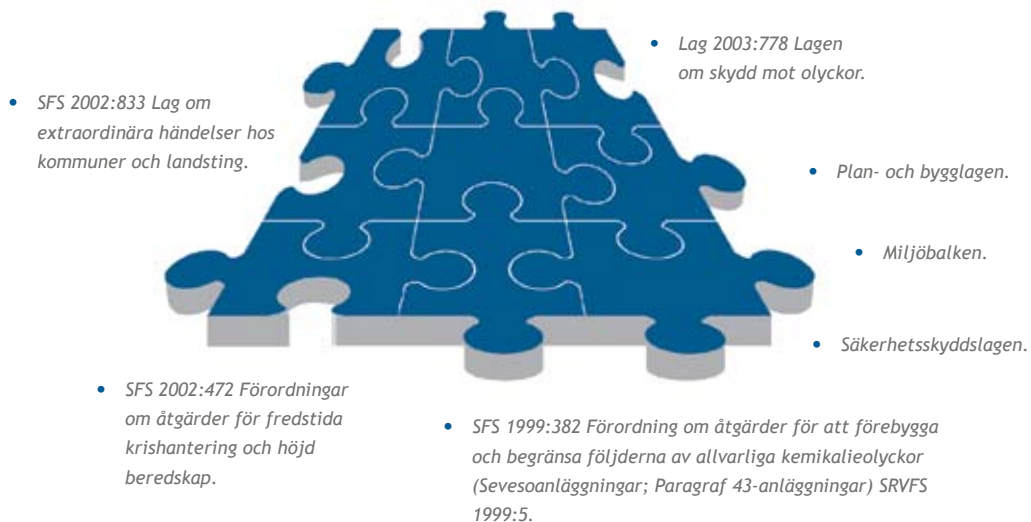 • Lag 2003:778 Lagen
om skydd mot olyckor.
• SFS 2002:833 Lag om
extraordinära händelser hos
kommuner och landsting.
• Plan- och bygglagen.
• Miljöbalken.
• Säkerhetsskyddslagen.
• SFS 2002:472 Förordningar
om åtgärder för fredstida
krishantering och höjd
beredskap.
• SFS 1999:382 Förordning om åtgärder för att förebygga
och begränsa följderna av allvarliga kemikalieolyckor
(Sevesoanläggningar; Paragraf 43-anläggningar) SRVFS
1999:5.